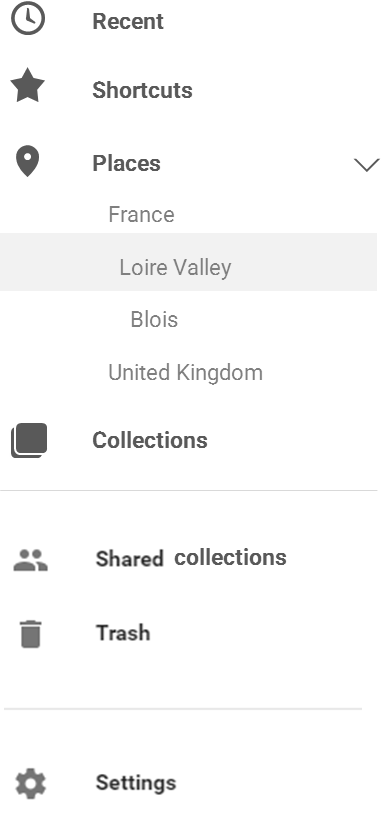 Recent
Shortcuts
Places
France
Loire Valley
Blois
United Kingdom
Collections
Shared collections
Trash
Settings